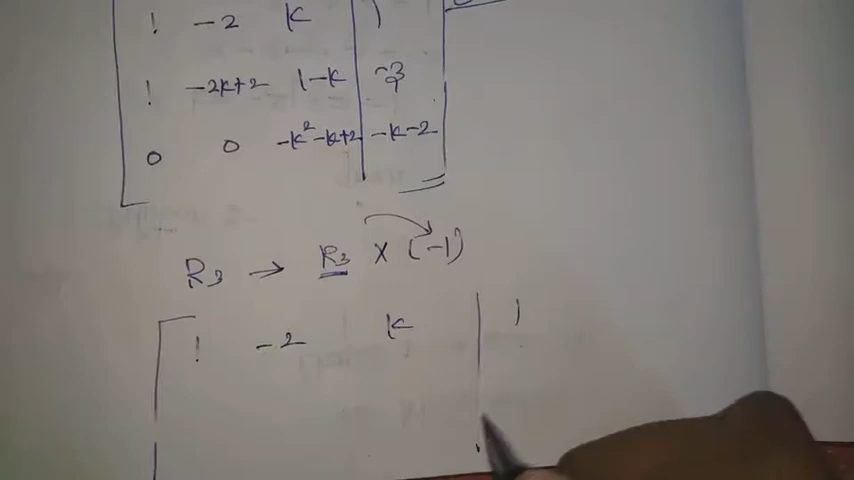 1 -2 k | 1
1 -2k+2 1-k | -3
0 0 -k²-k+2 | -k-2
R₃ → R₃ × (-1)
1 -2 k | 1